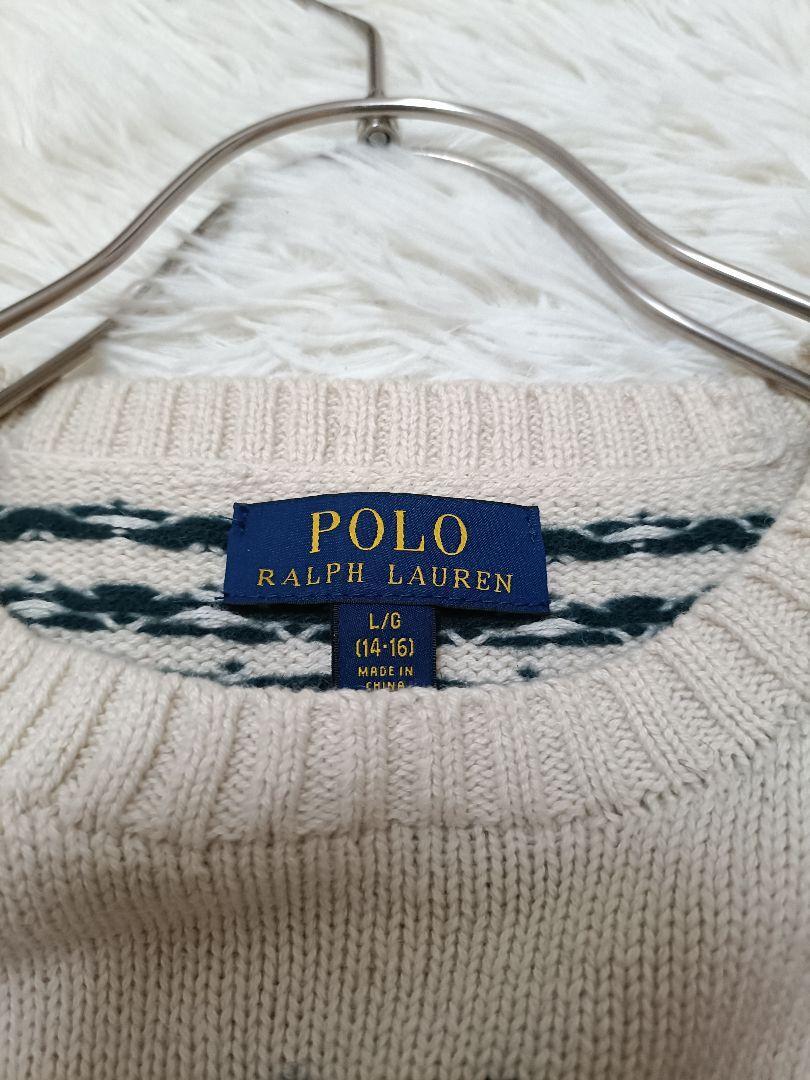 POLO
RALPH LAUREN
L/G
(14-16)
MADE IN
CHINA